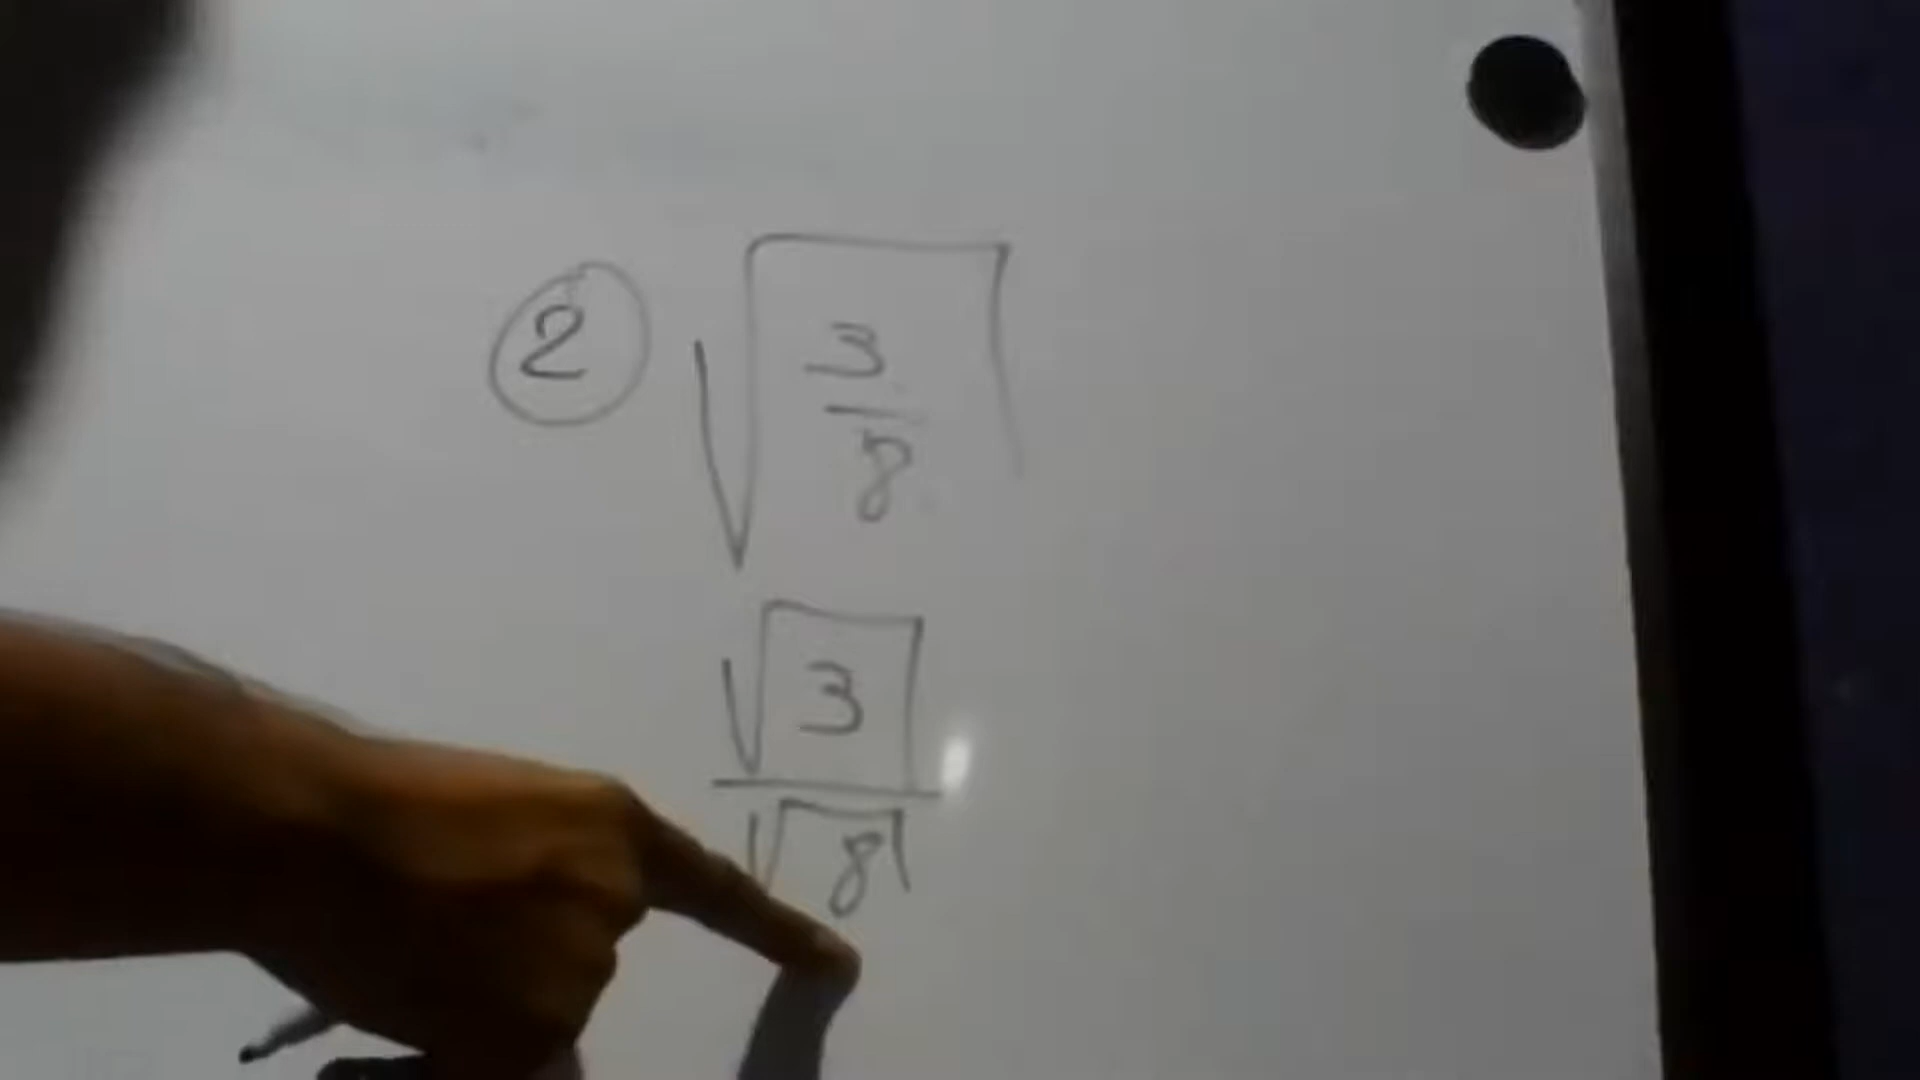 ② √(3/8)
√3
√8